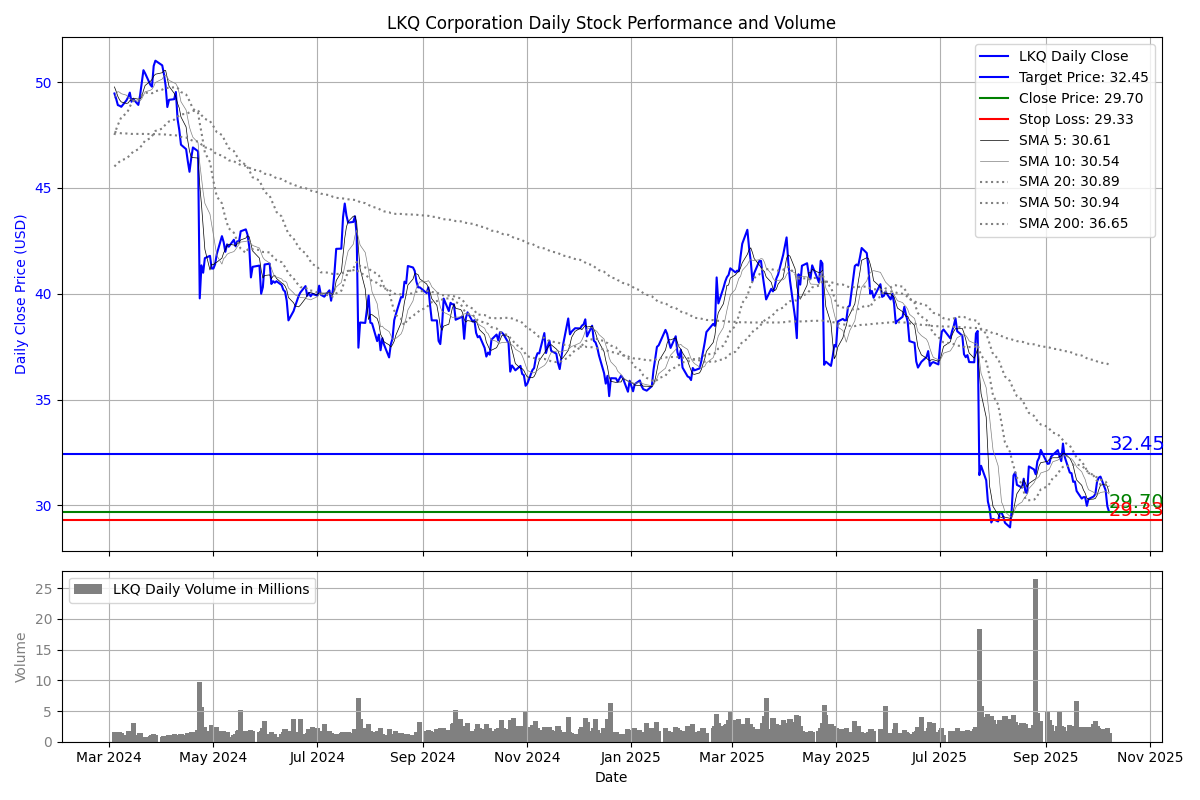 LKQ Corporation Daily Stock Performance and Volume
Daily Close Price (USD)
50
45
40
35
30
LKQ Daily Close
Target Price: 32.45
Close Price: 29.70
Stop Loss: 29.33
SMA 5: 30.61
SMA 10: 30.54
SMA 20: 30.89
SMA 50: 30.94
SMA 200: 36.65
32.45
29.70
29.33
LKQ Daily Volume in Millions
Volume
25
20
15
10
5
0
Mar 2024
May 2024
Jul 2024
Sep 2024
Nov 2024
Jan 2025
Mar 2025
May 2025
Jul 2025
Sep 2025
Nov 2025
Date